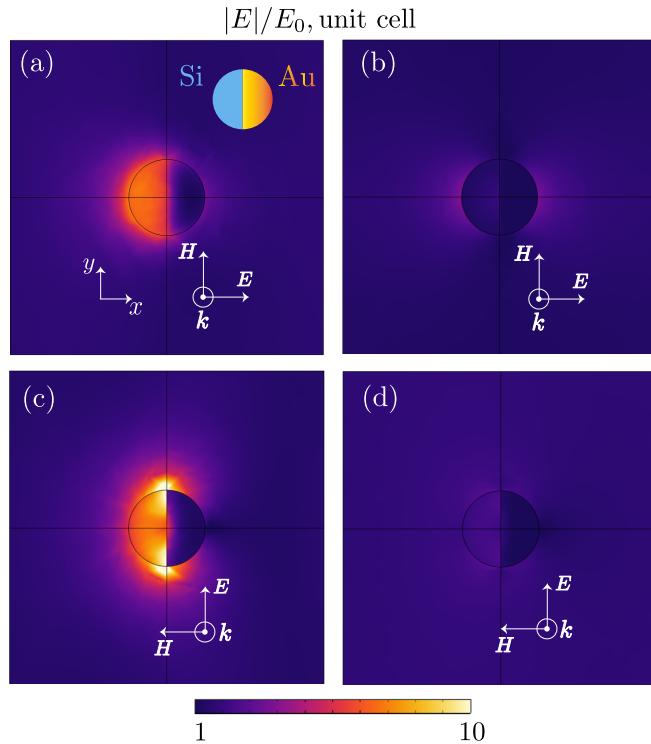 |E|/E₀, unit cell
(a)
Si Au
y
x
H
E
k
(b)
H
E
k
(c)
E
H
k
(d)
E
H
k
1 10